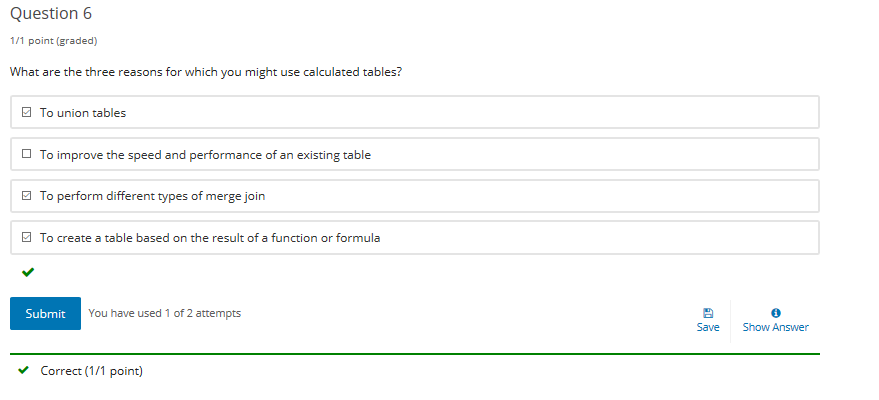 Question 6
1/1 point (graded)
What are the three reasons for which you might use calculated tables?
To union tables
To improve the speed and performance of an existing table
To perform different types of merge join
To create a table based on the result of a function or formula
Submit
You have used 1 of 2 attempts
Save
Show Answer
Correct (1/1 point)